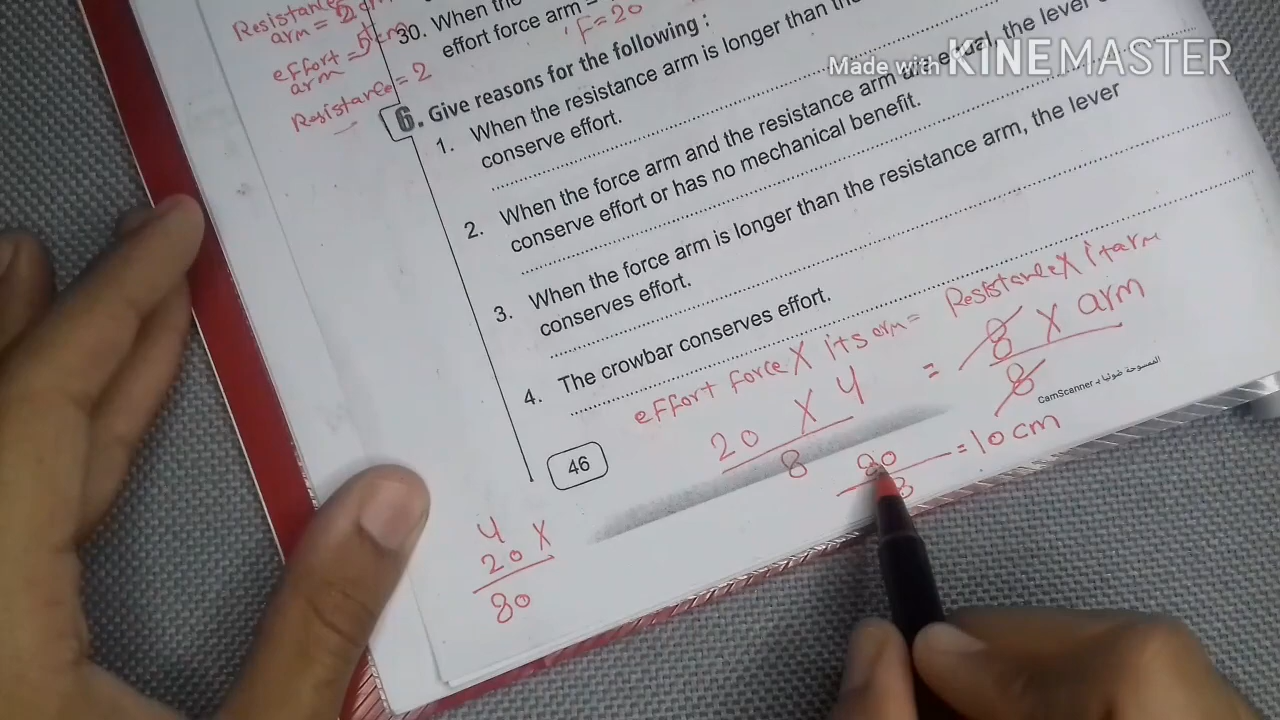 Resistance
arm = 2 cm
effort = 5 cm
arm
Resistance = 2
30. When the
effort force arm =
F=20
Made with KINEMASTER
6. Give reasons for the following :
1. When the resistance arm is longer than the
conserve effort.
2. When the force arm and the resistance arm are equal, the lever
conserve effort or has no mechanical benefit.
3. When the force arm is longer than the resistance arm, the lever
conserves effort.
4. The crowbar conserves effort.
effort force X its arm = Resistance X its arm
20 X 4 = 8 X arm
8 8
80 = 10 cm
8
CamScanner الممسوحة ضوئيا بـ
46
4
20 X
80